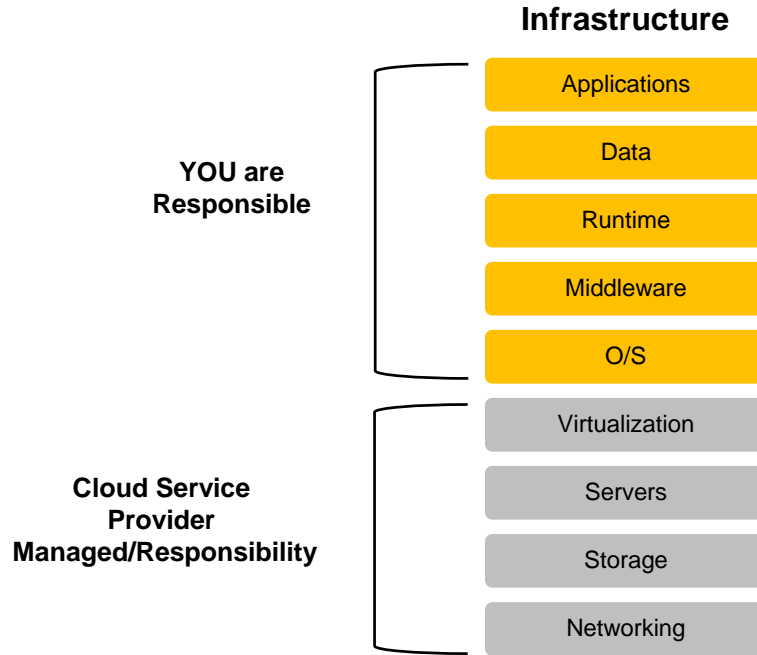 Infrastructure
Applications
Data
YOU are
Responsible
Runtime
Middleware
O/S
Virtualization
Cloud Service
Provider
Managed/Responsibility
Servers
Storage
Networking